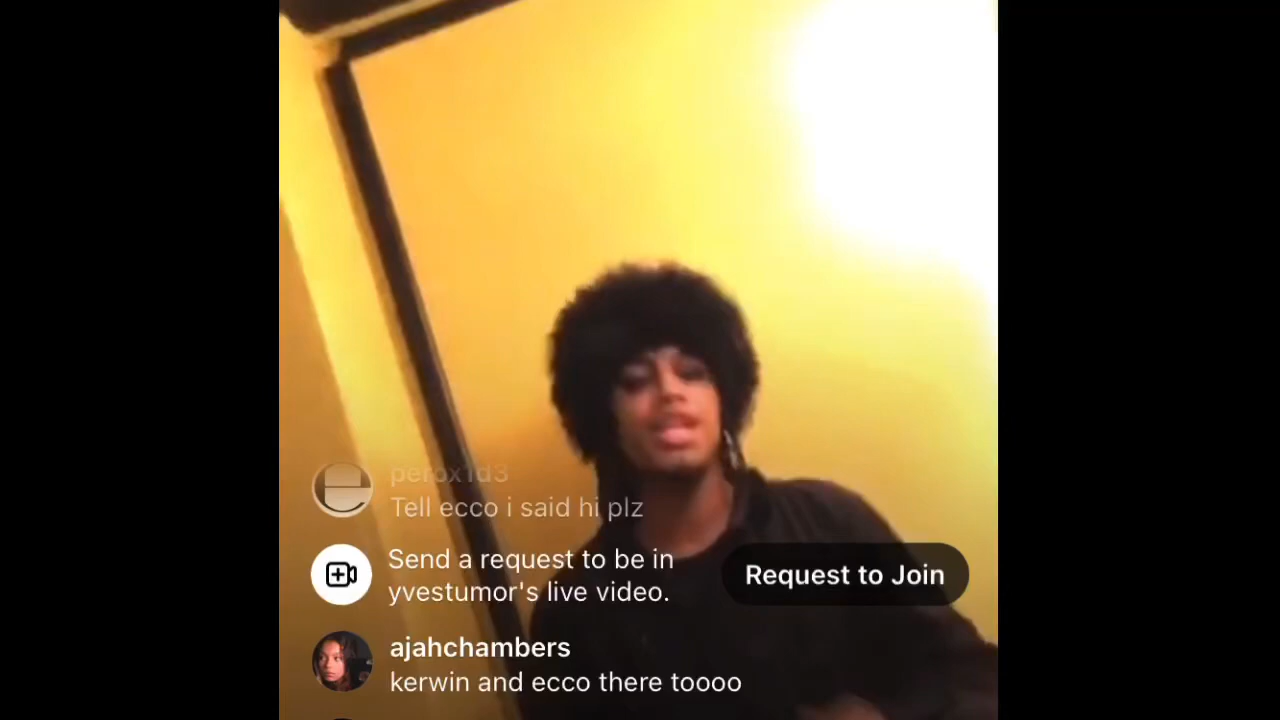 perox1d3
Tell ecco i said hi plz
Send a request to be in
yvestumor's live video.
Request to Join
ajahchambers
kerwin and ecco there toooo